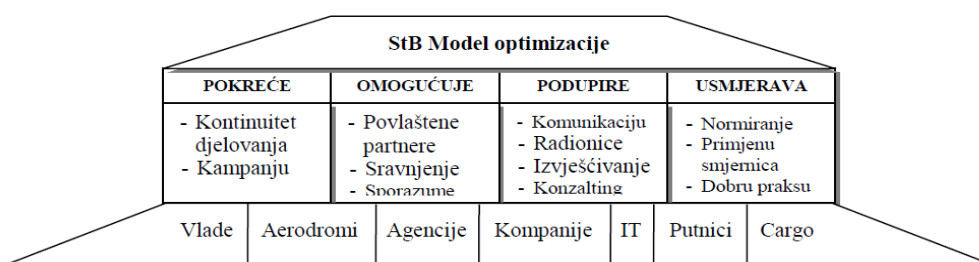 StB Model optimizacije
POKREĆE
OMOGUĆUJE
PODUPIRE
USMJERAVA
- Kontinuitet
djelovanja
- Kampanju
- Povlaštene
partnere
- Sravnjenje
- Sporazume
- Komunikaciju
- Radionice
- Izvješćivanje
- Konzalting
- Normiranje
- Primjenu
smjernica
- Dobru praksu
Vlade Aerodromi Agencije Kompanije IT Putnici Cargo